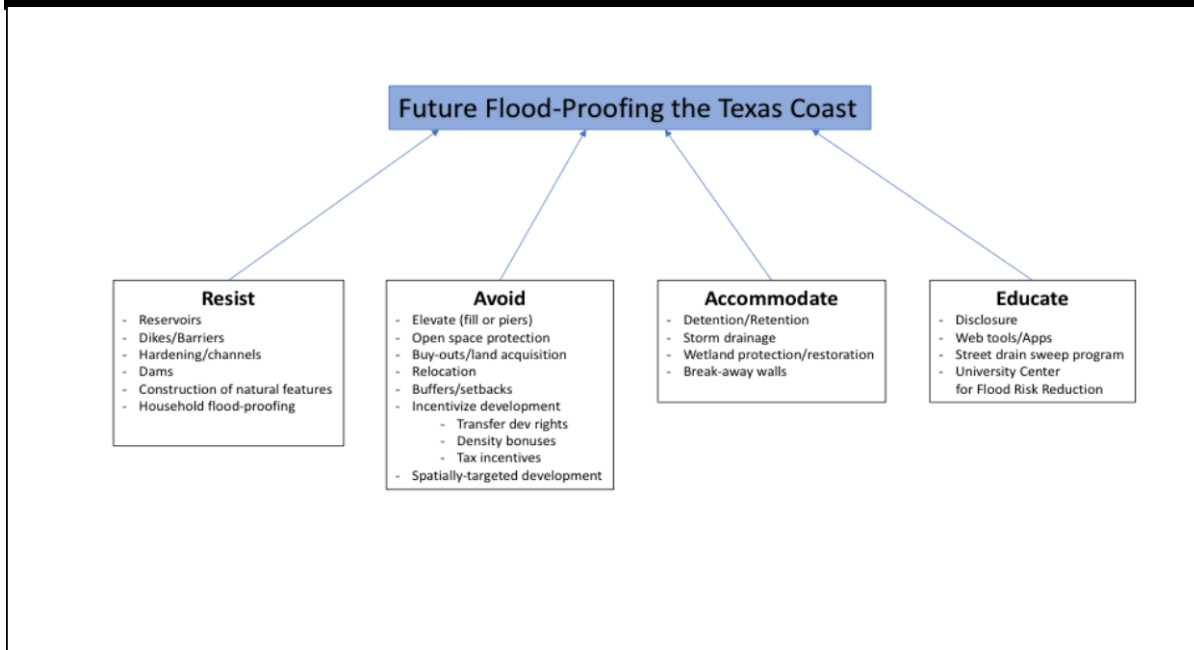 Future Flood-Proofing the Texas Coast
Resist
- Reservoirs
- Dikes/Barriers
- Hardening/channels
- Dams
- Construction of natural features
- Household flood-proofing
Avoid
- Elevate (fill or piers)
- Open space protection
- Buy-outs/land acquisition
- Relocation
- Buffers/setbacks
- Incentivize development
- Transfer dev rights
- Density bonuses
- Tax incentives
- Spatially-targeted development
Accommodate
- Detention/Retention
- Storm drainage
- Wetland protection/restoration
- Break-away walls
Educate
- Disclosure
- Web tools/Apps
- Street drain sweep program
- University Center
for Flood Risk Reduction